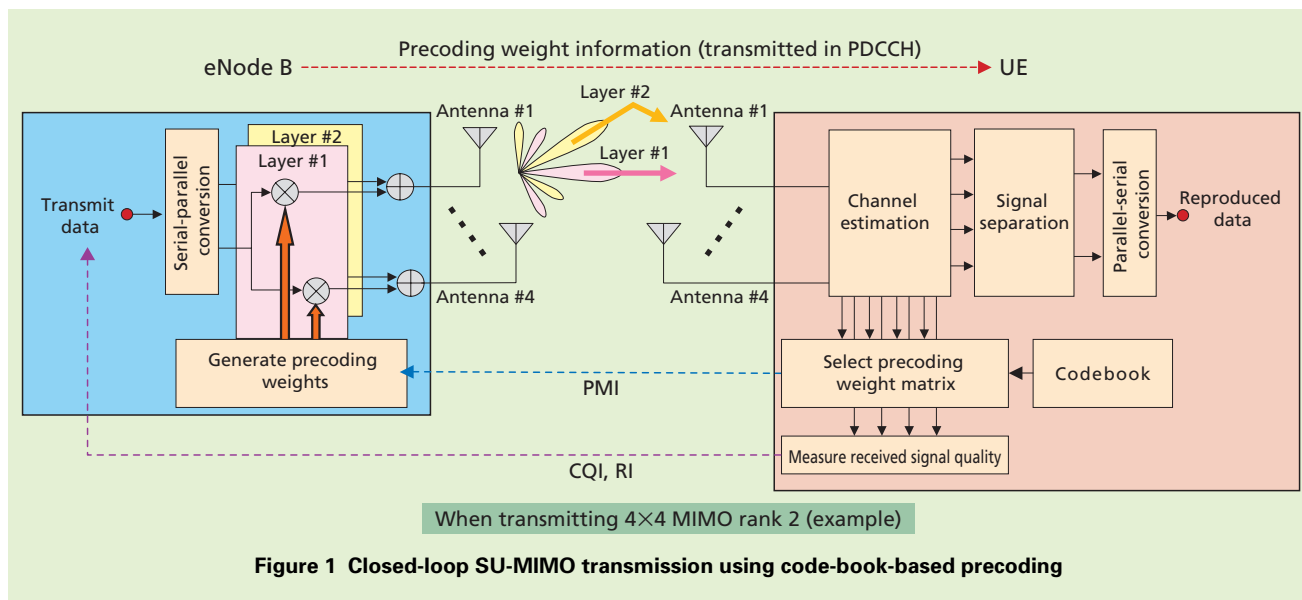 Precoding weight information (transmitted in PDCCH)
eNode B
UE
Layer #2
Antenna #1
Antenna #1
Layer #2
Layer #1
Layer #1
Transmit
data
Serial-parallel
conversion
Channel
estimation
Signal
separation
Parallel-serial
conversion
Reproduced
data
Antenna #4
Antenna #4
Generate precoding
weights
PMI
Select precoding
weight matrix
Codebook
Measure received signal quality
CQI, RI
When transmitting 4×4 MIMO rank 2 (example)
Figure 1 Closed-loop SU-MIMO transmission using code-book-based precoding